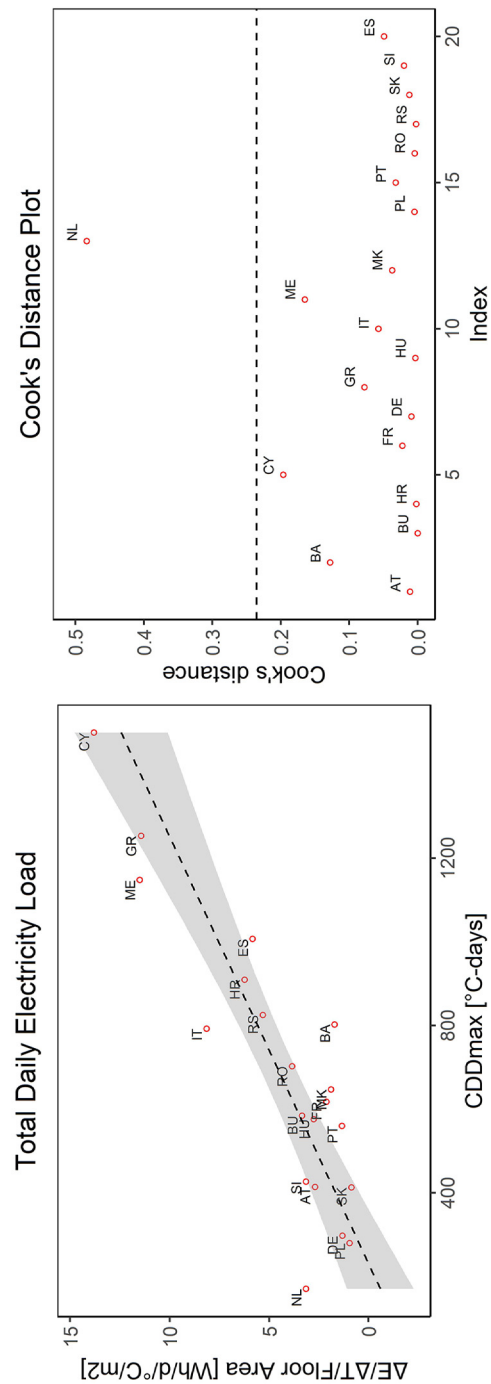 Total Daily Electricity Load
ΔE/ΔT/Floor Area [Wh/d/°C/m2]
15
10
5
0
CY
GR
ME
ES
HR
RS
IT
BA
RO
MK
FR
BU
HU
PT
SI
AT
SK
DE
PL
NL
400
800
1200
CDDmax [°C-days]
Cook's Distance Plot
Cook's distance
0.5
0.4
0.3
0.2
0.1
0.0
NL
CY
ME
BA
GR
IT
MK
ES
PT
FR
SI
AT
DE
SK
BU
HR
HU
PL
RO
RS
5
10
15
20
Index